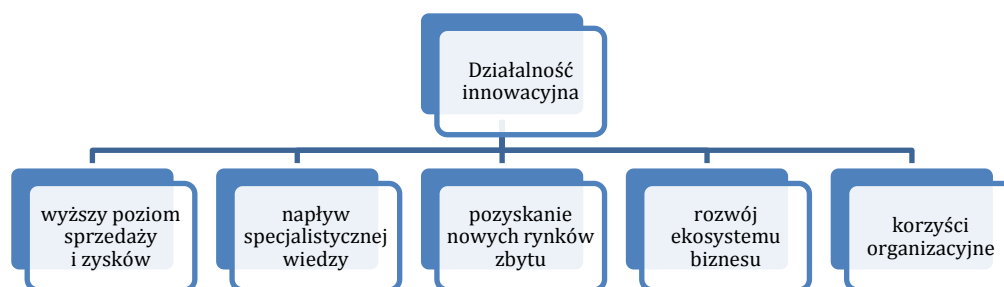 Działalność
innowacyjna
wyższy poziom
sprzedaży
i zysków
napływ
specjalistycznej
wiedzy
pozyskanie
nowych rynków
zbytu
rozwój
ekosystemu
biznesu
korzyści
organizacyjne